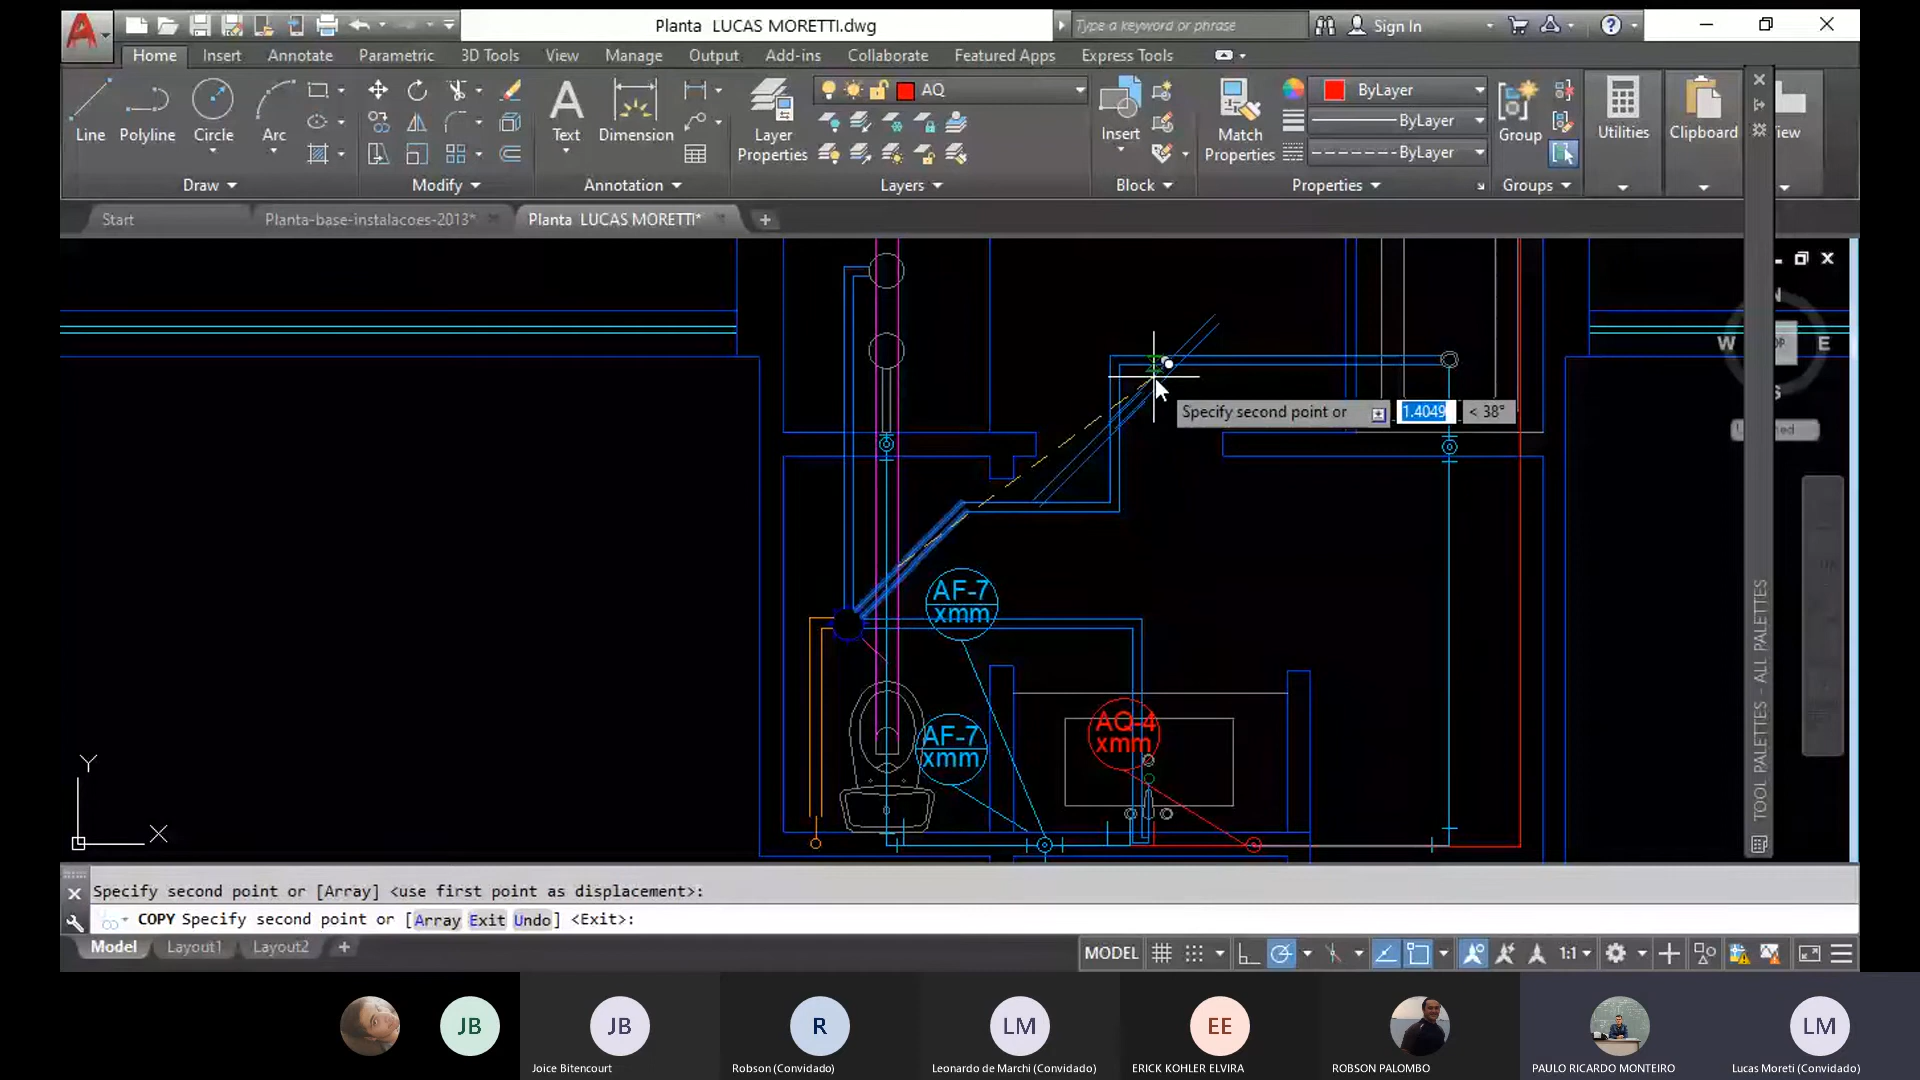 Planta LUCAS MORETTI.dwg
Type a keyword or phrase
Sign In
Home Insert Annotate Parametric 3D Tools View Manage Output Add-ins Collaborate Featured Apps Express Tools
Line Polyline Circle Arc
Draw
Modify
Text Dimension
Annotation
Layer Properties
AQ
Layers
Insert
Block
Match Properties
ByLayer
ByLayer
ByLayer
Properties
Group
Groups
Utilities
Clipboard
iew
Start Planta-base-instalacoes-2013* Planta LUCAS MORETTI*
N
W
E
S
TOOL PALETTES - ALL PALETTES
Specify second point or 1.4049 < 38°
AF-7
xmm
AF-7
xmm
AQ-4
xmm
Y
X
Specify second point or [Array] <use first point as displacement>:
COPY Specify second point or [Array Exit Undo] <Exit>:
Model Layout1 Layout2 +
MODEL 1:1
JB JB R LM EE LM
Joice Bitencourt Robson (Convidado) Leonardo de Marchi (Convidado) ERICK KOHLER ELVIRA ROBSON PALOMBO PAULO RICARDO MONTEIRO Lucas Moreti (Convidado)